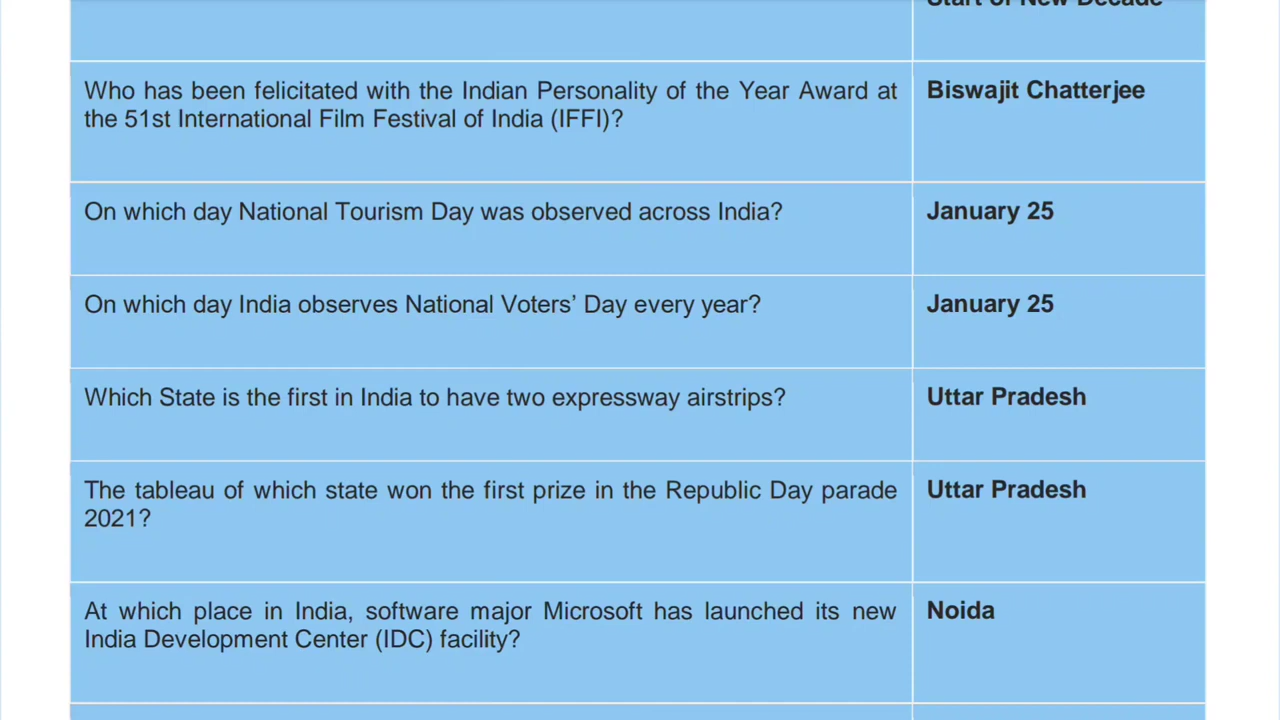 Start of New Decade
Who has been felicitated with the Indian Personality of the Year Award at
the 51st International Film Festival of India (IFFI)?
Biswajit Chatterjee
On which day National Tourism Day was observed across India?
January 25
On which day India observes National Voters’ Day every year?
January 25
Which State is the first in India to have two expressway airstrips?
Uttar Pradesh
The tableau of which state won the first prize in the Republic Day parade
2021?
Uttar Pradesh
At which place in India, software major Microsoft has launched its new
India Development Center (IDC) facility?
Noida